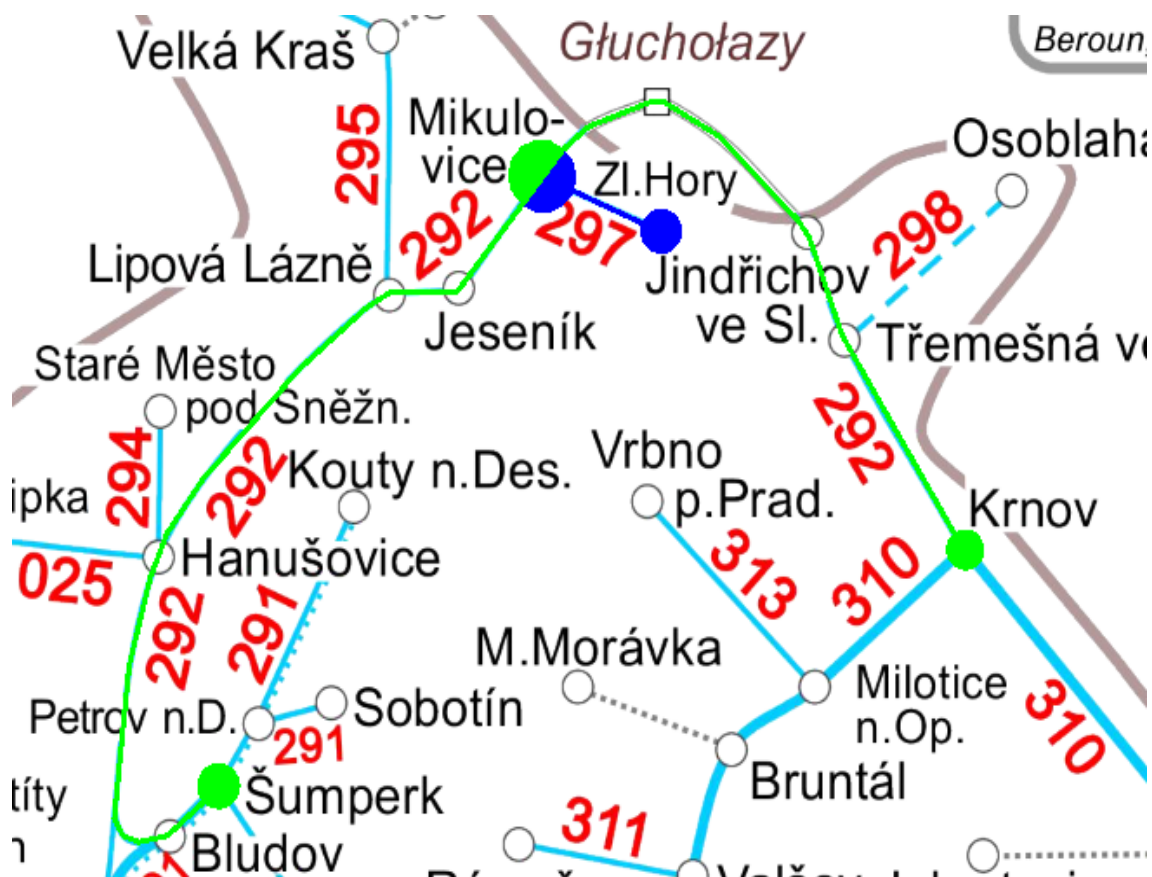 Velká Kraš
Głuchołazy
Beroun,
Mikulo-
vice
295
Osoblaha
Zl.Hory
292
297
298
Lipová Lázně
Jindřichov
ve Sl.
Jeseník
Třemešná ve
Staré Město
pod Sněžn.
292
294
292
Kouty n.Des.
Vrbno
p.Prad.
ipka
Krnov
025
Hanušovice
313
310
292
291
M.Morávka
Petrov n.D.
Sobotín
291
Milotice
n.Op.
310
títy
n
Šumperk
Bruntál
311
Bludov